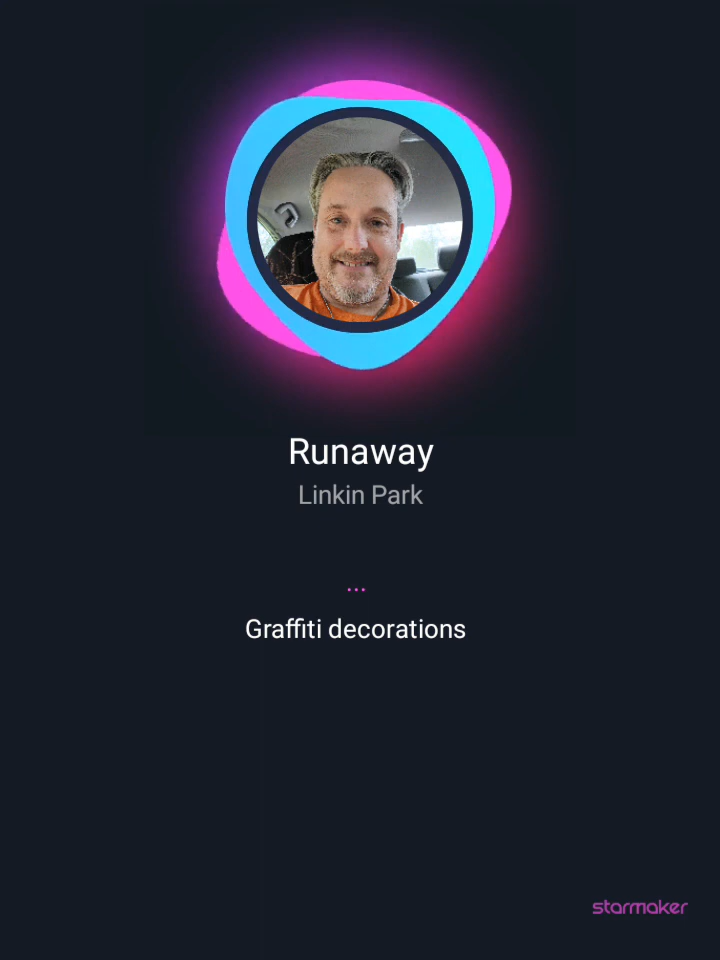 Runaway
Linkin Park
...
Graffiti decorations
starmaker